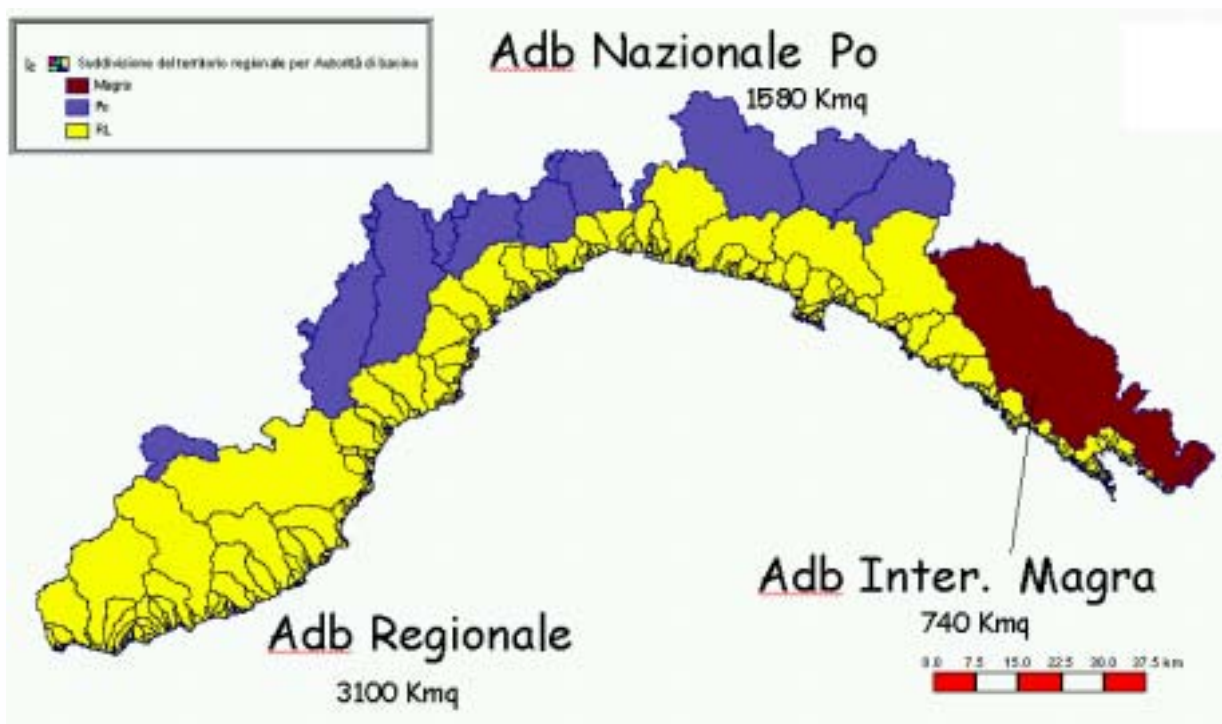 Suddivisione del territorio regionale per Autorità di bacino
Magra
Po
RL
Adb Nazionale Po
1580 Kmq
Adb Inter. Magra
740 Kmq
Adb Regionale
3100 Kmq
0.0 7.5 15.0 22.5 30.0 37.5 km